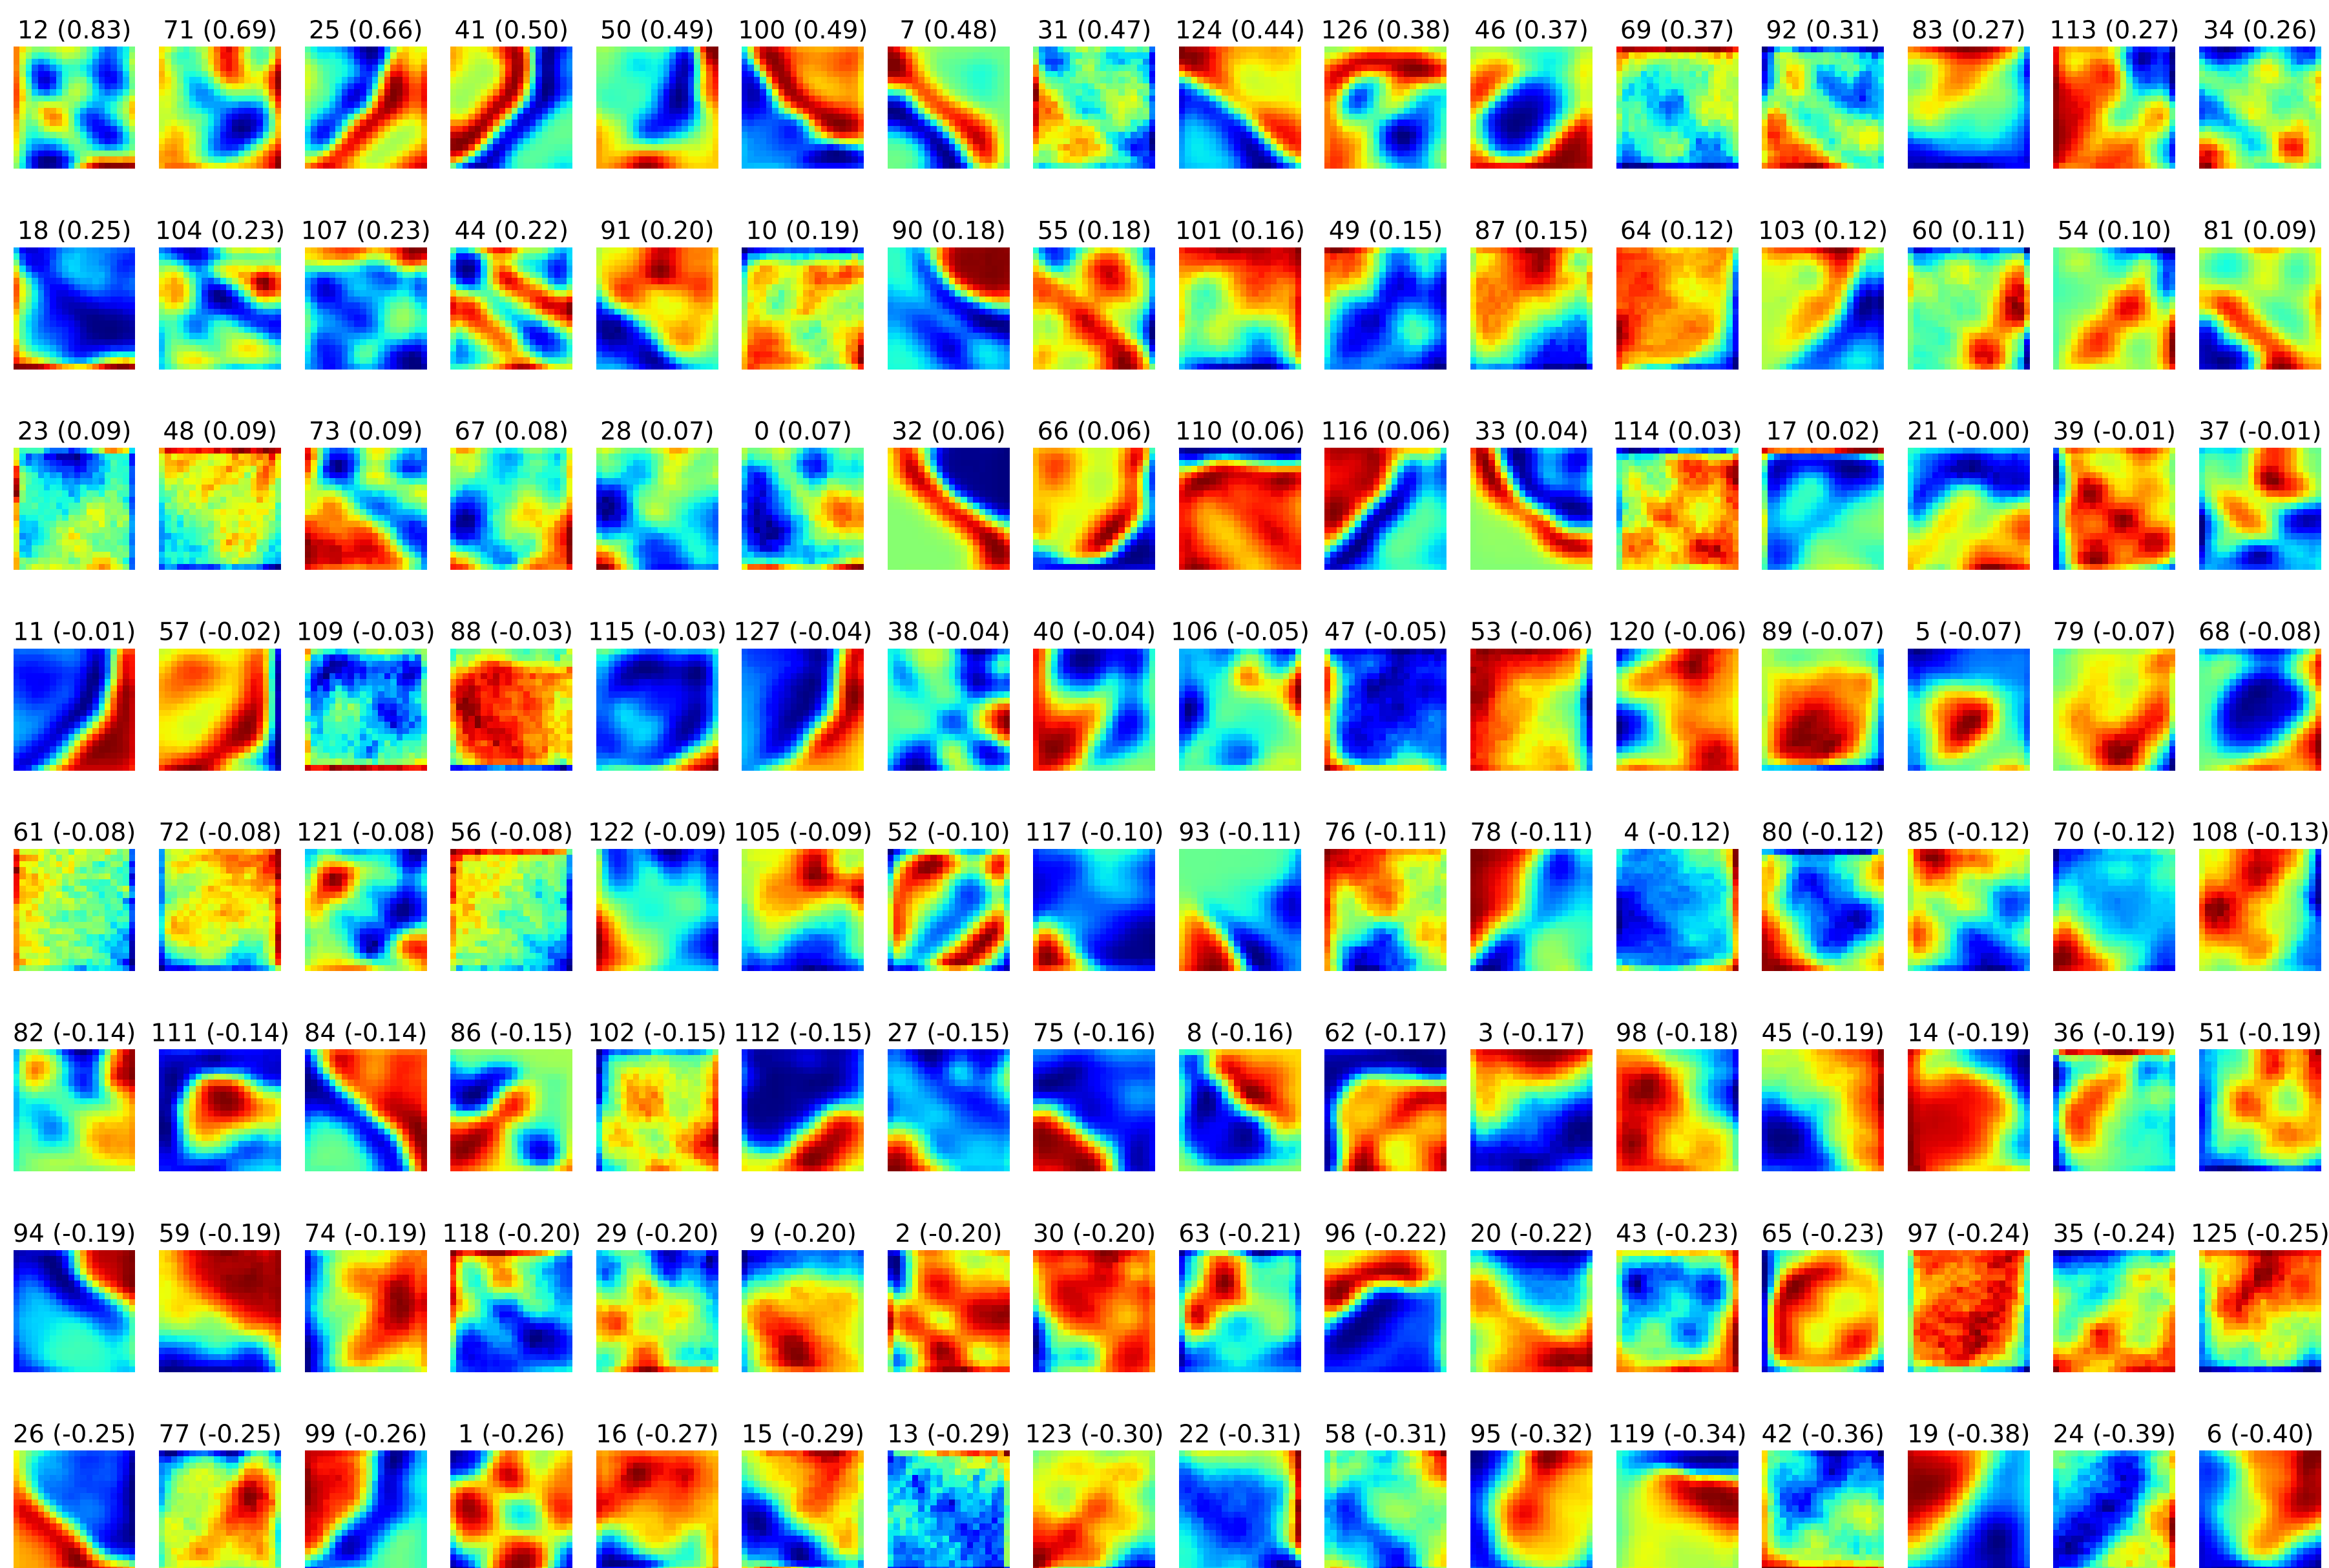 12 (0.83) 71 (0.69) 25 (0.66) 41 (0.50) 50 (0.49) 100 (0.49) 7 (0.48) 31 (0.47) 124 (0.44) 126 (0.38) 46 (0.37) 69 (0.37) 92 (0.31) 83 (0.27) 113 (0.27) 34 (0.26)
18 (0.25) 104 (0.23) 107 (0.23) 44 (0.22) 91 (0.20) 10 (0.19) 90 (0.18) 55 (0.18) 101 (0.16) 49 (0.15) 87 (0.15) 64 (0.12) 103 (0.12) 60 (0.11) 54 (0.10) 81 (0.09)
23 (0.09) 48 (0.09) 73 (0.09) 67 (0.08) 28 (0.07) 0 (0.07) 32 (0.06) 66 (0.06) 110 (0.06) 116 (0.06) 33 (0.04) 114 (0.03) 17 (0.02) 21 (-0.00) 39 (-0.01) 37 (-0.01)
11 (-0.01) 57 (-0.02) 109 (-0.03) 88 (-0.03) 115 (-0.03) 127 (-0.04) 38 (-0.04) 40 (-0.04) 106 (-0.05) 47 (-0.05) 53 (-0.06) 120 (-0.06) 89 (-0.07) 5 (-0.07) 79 (-0.07) 68 (-0.08)
61 (-0.08) 72 (-0.08) 121 (-0.08) 56 (-0.08) 122 (-0.09) 105 (-0.09) 52 (-0.10) 117 (-0.10) 93 (-0.11) 76 (-0.11) 78 (-0.11) 4 (-0.12) 80 (-0.12) 85 (-0.12) 70 (-0.12) 108 (-0.13)
82 (-0.14) 111 (-0.14) 84 (-0.14) 86 (-0.15) 102 (-0.15) 112 (-0.15) 27 (-0.15) 75 (-0.16) 8 (-0.16) 62 (-0.17) 3 (-0.17) 98 (-0.18) 45 (-0.19) 14 (-0.19) 36 (-0.19) 51 (-0.19)
94 (-0.19) 59 (-0.19) 74 (-0.19) 118 (-0.20) 29 (-0.20) 9 (-0.20) 2 (-0.20) 30 (-0.20) 63 (-0.21) 96 (-0.22) 20 (-0.22) 43 (-0.23) 65 (-0.23) 97 (-0.24) 35 (-0.24) 125 (-0.25)
26 (-0.25) 77 (-0.25) 99 (-0.26) 1 (-0.26) 16 (-0.27) 15 (-0.29) 13 (-0.29) 123 (-0.30) 22 (-0.31) 58 (-0.31) 95 (-0.32) 119 (-0.34) 42 (-0.36) 19 (-0.38) 24 (-0.39) 6 (-0.40)